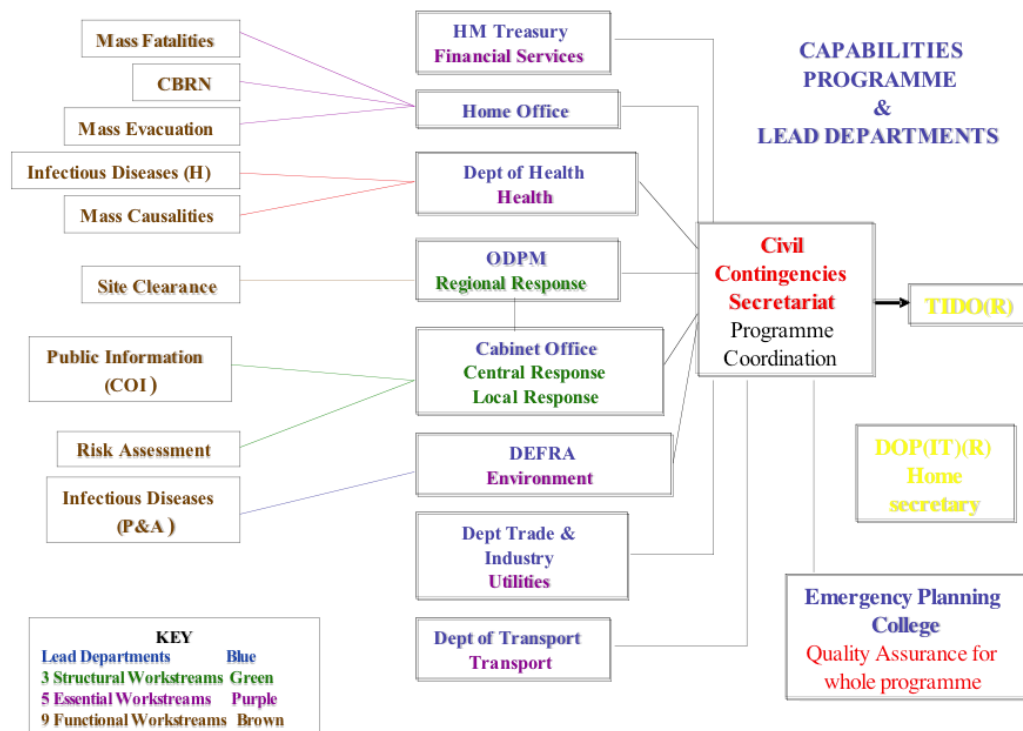 Mass Fatalities
CBRN
Mass Evacuation
Infectious Diseases (H)
Mass Causalities
Site Clearance
Public Information
(COI )
Risk Assessment
Infectious Diseases
(P&A )
HM Treasury
Financial Services
Home Office
Dept of Health
Health
ODPM
Regional Response
Cabinet Office
Central Response
Local Response
DEFRA
Environment
Dept Trade &
Industry
Utilities
Dept of Transport
Transport
CAPABILITIES
PROGRAMME
&
LEAD DEPARTMENTS
Civil
Contingencies
Secretariat
Programme
Coordination
TIDO(R)
DOP(IT)(R)
Home
secretary
Emergency Planning
College
Quality Assurance for
whole programme
KEY
Lead Departments Blue
3 Structural Workstreams Green
5 Essential Workstreams Purple
9 Functional Workstreams Brown